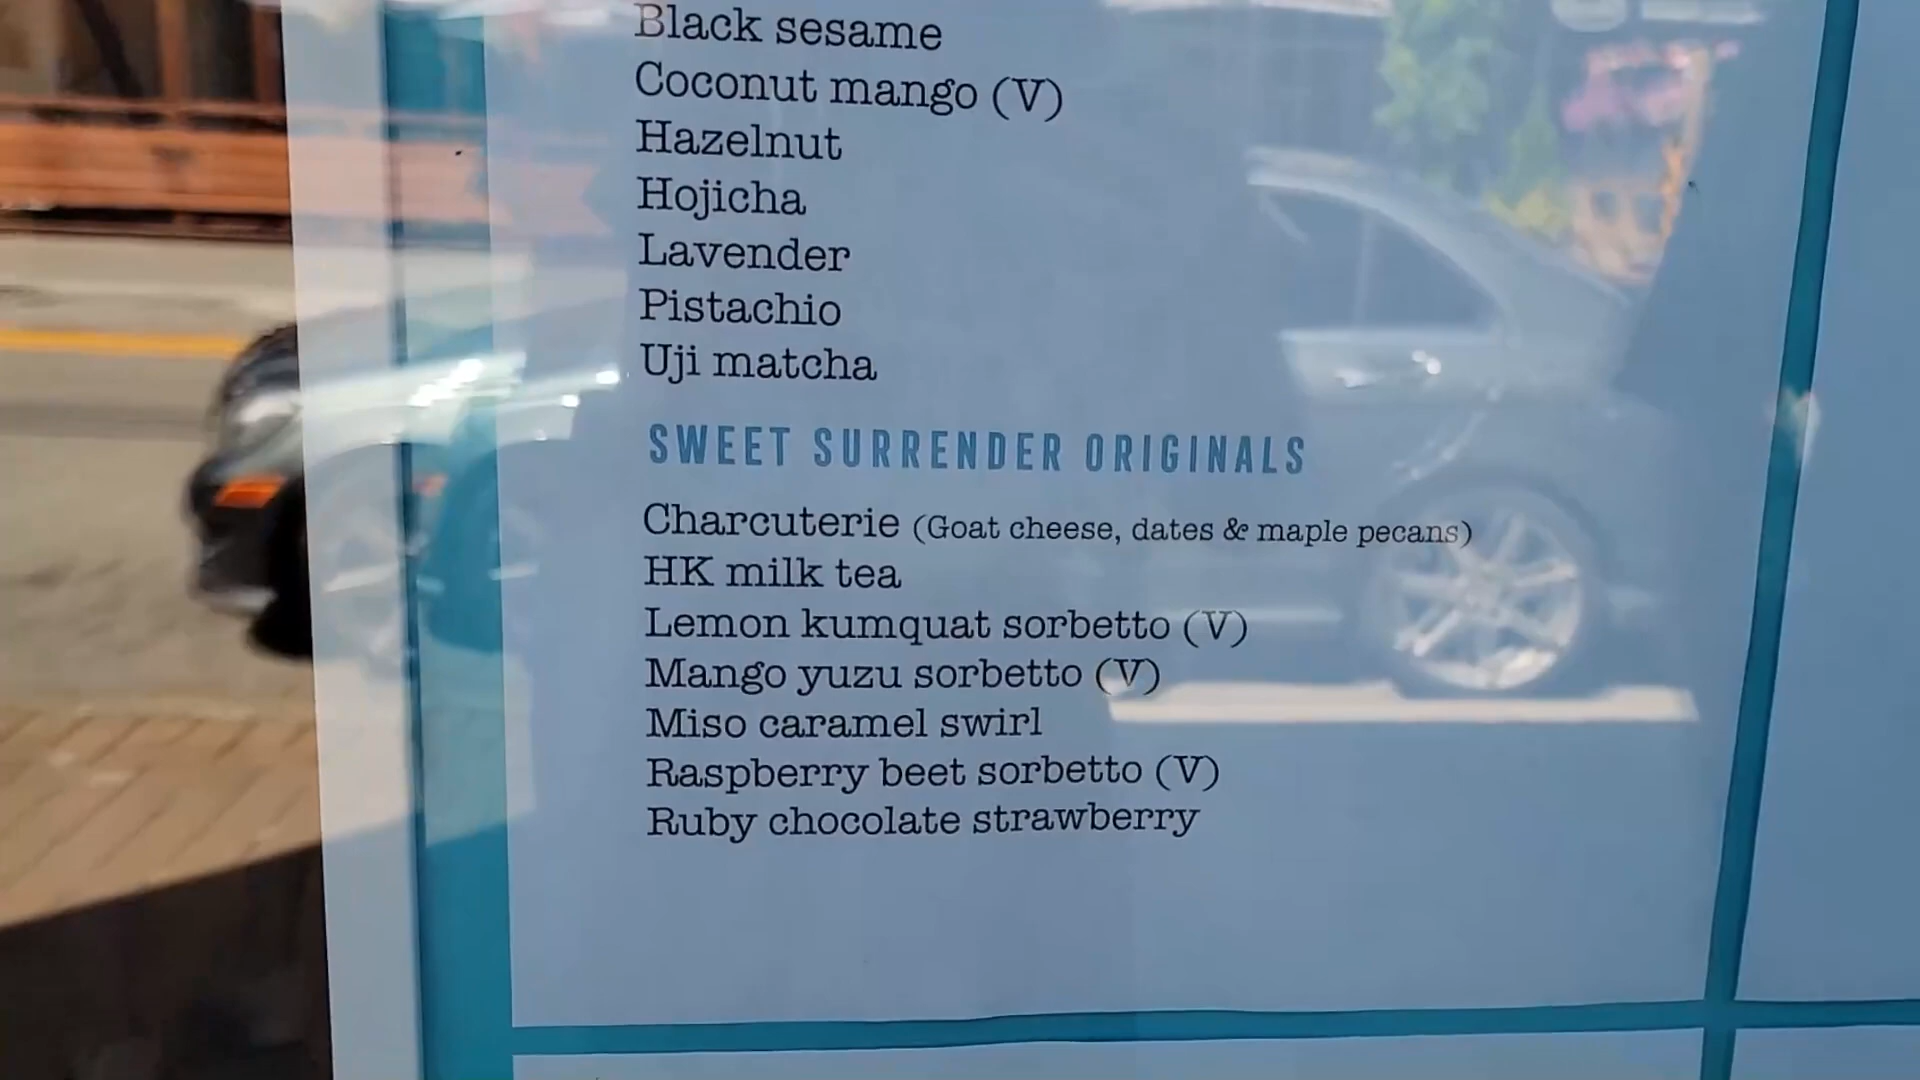 Black sesame
Coconut mango (V)
Hazelnut
Hojicha
Lavender
Pistachio
Uji matcha
SWEET SURRENDER ORIGINALS
Charcuterie (Goat cheese, dates & maple pecans)
HK milk tea
Lemon kumquat sorbetto (V)
Mango yuzu sorbetto (V)
Miso caramel swirl
Raspberry beet sorbetto (V)
Ruby chocolate strawberry